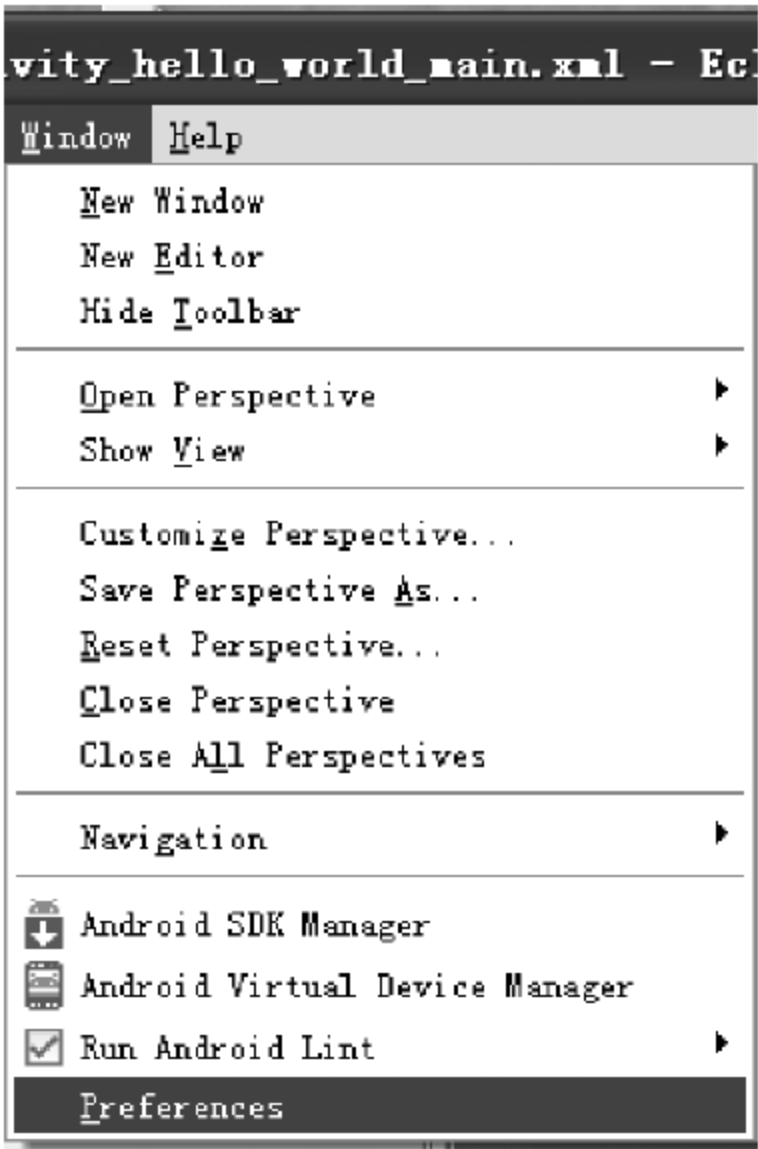 vity_hello_world_main.xml - Ecl
Window Help
New Window
New Editor
Hide Toolbar
Open Perspective
Show View
Customize Perspective...
Save Perspective As...
Reset Perspective...
Close Perspective
Close All Perspectives
Navigation
Android SDK Manager
Android Virtual Device Manager
Run Android Lint
Preferences